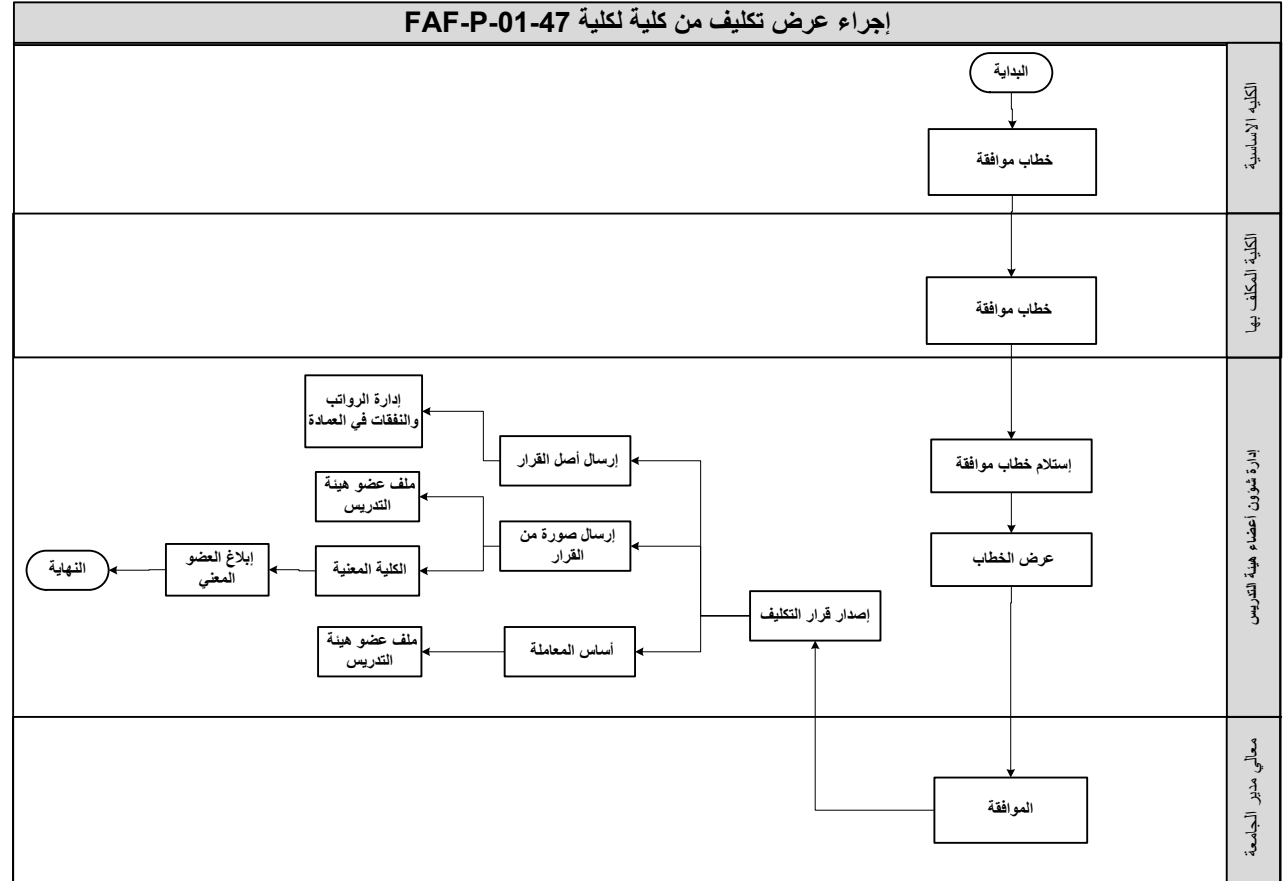 إجراء عرض تكليف من كلية لكلية FAF-P-01-47
الكليه الاساسية
البداية
خطاب موافقة
الكلية المكلف بها
خطاب موافقة
إدارة شؤون أعضاء هيئة التدريس
إستلام خطاب موافقة
عرض الخطاب
إصدار قرار التكليف
إرسال أصل القرار
إدارة الرواتب
والنفقات في العمادة
إرسال صورة من
القرار
ملف عضو هيئة
التدريس
الكلية المعنية
إبلاغ العضو
المعني
النهاية
أساس المعاملة
ملف عضو هيئة
التدريس
معالي مدير الجامعة
الموافقة